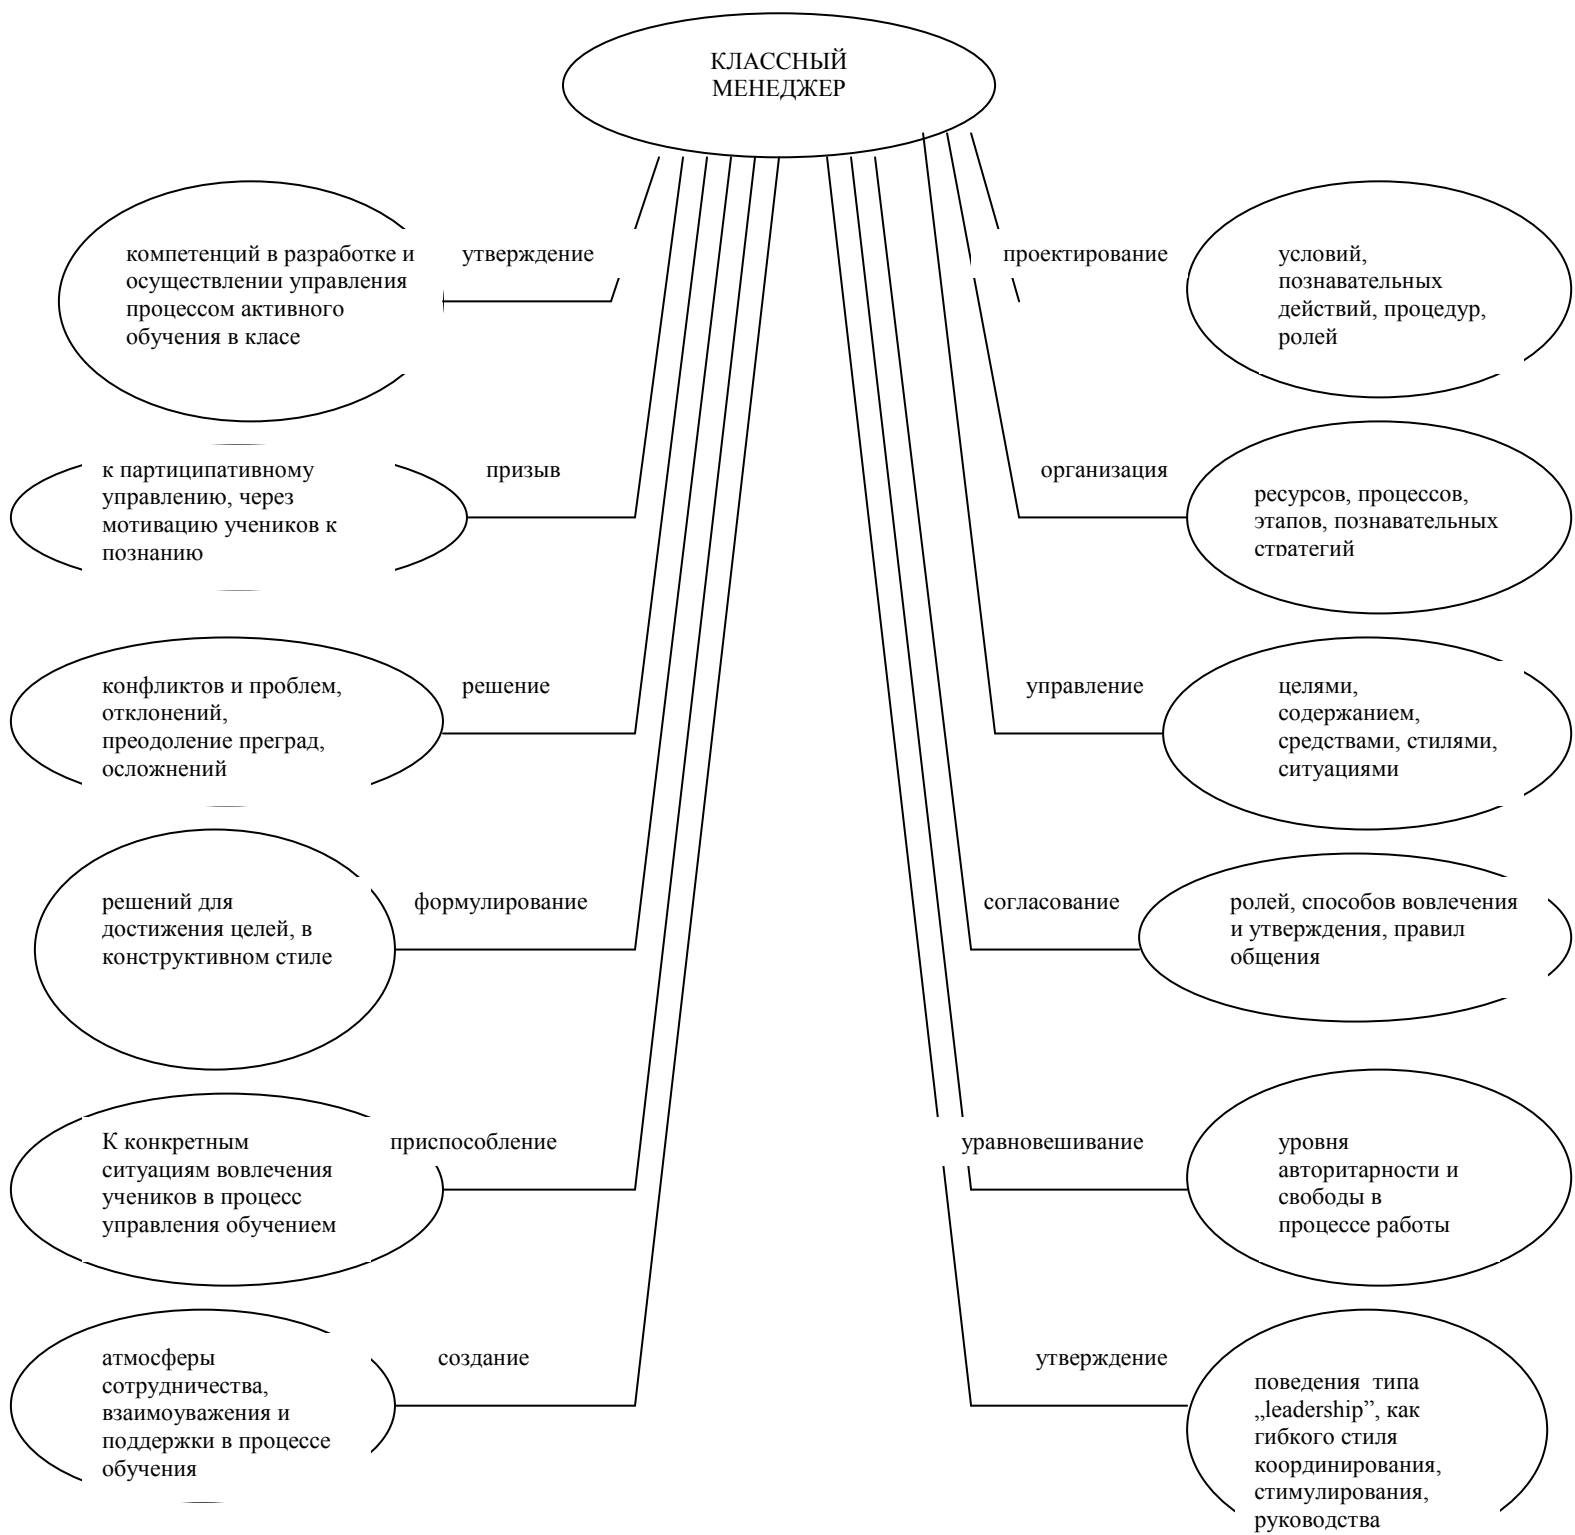 КЛАССНЫЙ
МЕНЕДЖЕР
компетенций в разработке и
осуществлении управления
процессом активного
обучения в класе
утверждение
проектирование
условий,
познавательных
действий, процедур,
ролей
к партиципативному
управлению, через
мотивацию учеников к
познанию
призыв
организация
ресурсов, процессов,
этапов, познавательных
стратегий
конфликтов и проблем,
отклонений,
преодоление преград,
осложнений
решение
управление
целями,
содержанием,
средствами, стилями,
ситуациями
решений для
достижения целей, в
конструктивном стиле
формулирование
согласование
ролей, способов вовлечения
и утверждения, правил
общения
К конкретным
ситуациям вовлечения
учеников в процесс
управления обучением
приспособление
уравновешивание
уровня
авторитарности и
свободы в
процессе работы
атмосферы
сотрудничества,
взаимоуважения и
поддержки в процессе
обучения
создание
утверждение
поведения типа
„leadership”, как
гибкого стиля
координирования,
стимулирования,
руководства